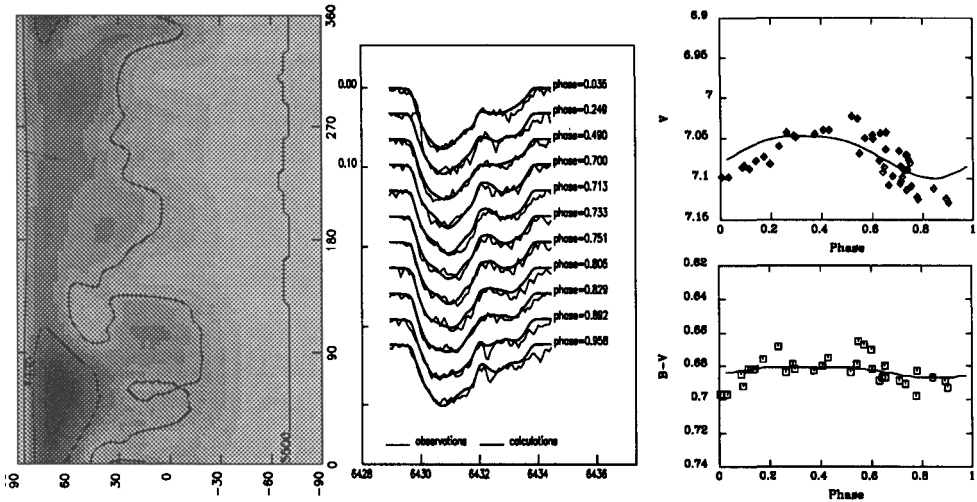 360
270
180
90
0
90
60
30
0
-30
-60
-90
5500
0.00
0.10
phase=0.035
phase=0.249
phase=0.490
phase=0.700
phase=0.713
phase=0.733
phase=0.751
phase=0.805
phase=0.829
phase=0.892
phase=0.958
observations
calculations
6428
6430
6432
6434
6436
6.9
6.95
7
7.05
7.1
7.15
V
0
0.2
0.4
0.6
0.8
1
Phase
0.62
0.64
0.66
0.68
0.7
0.72
0.74
B-V
0
0.2
0.4
0.6
0.8
1
Phase